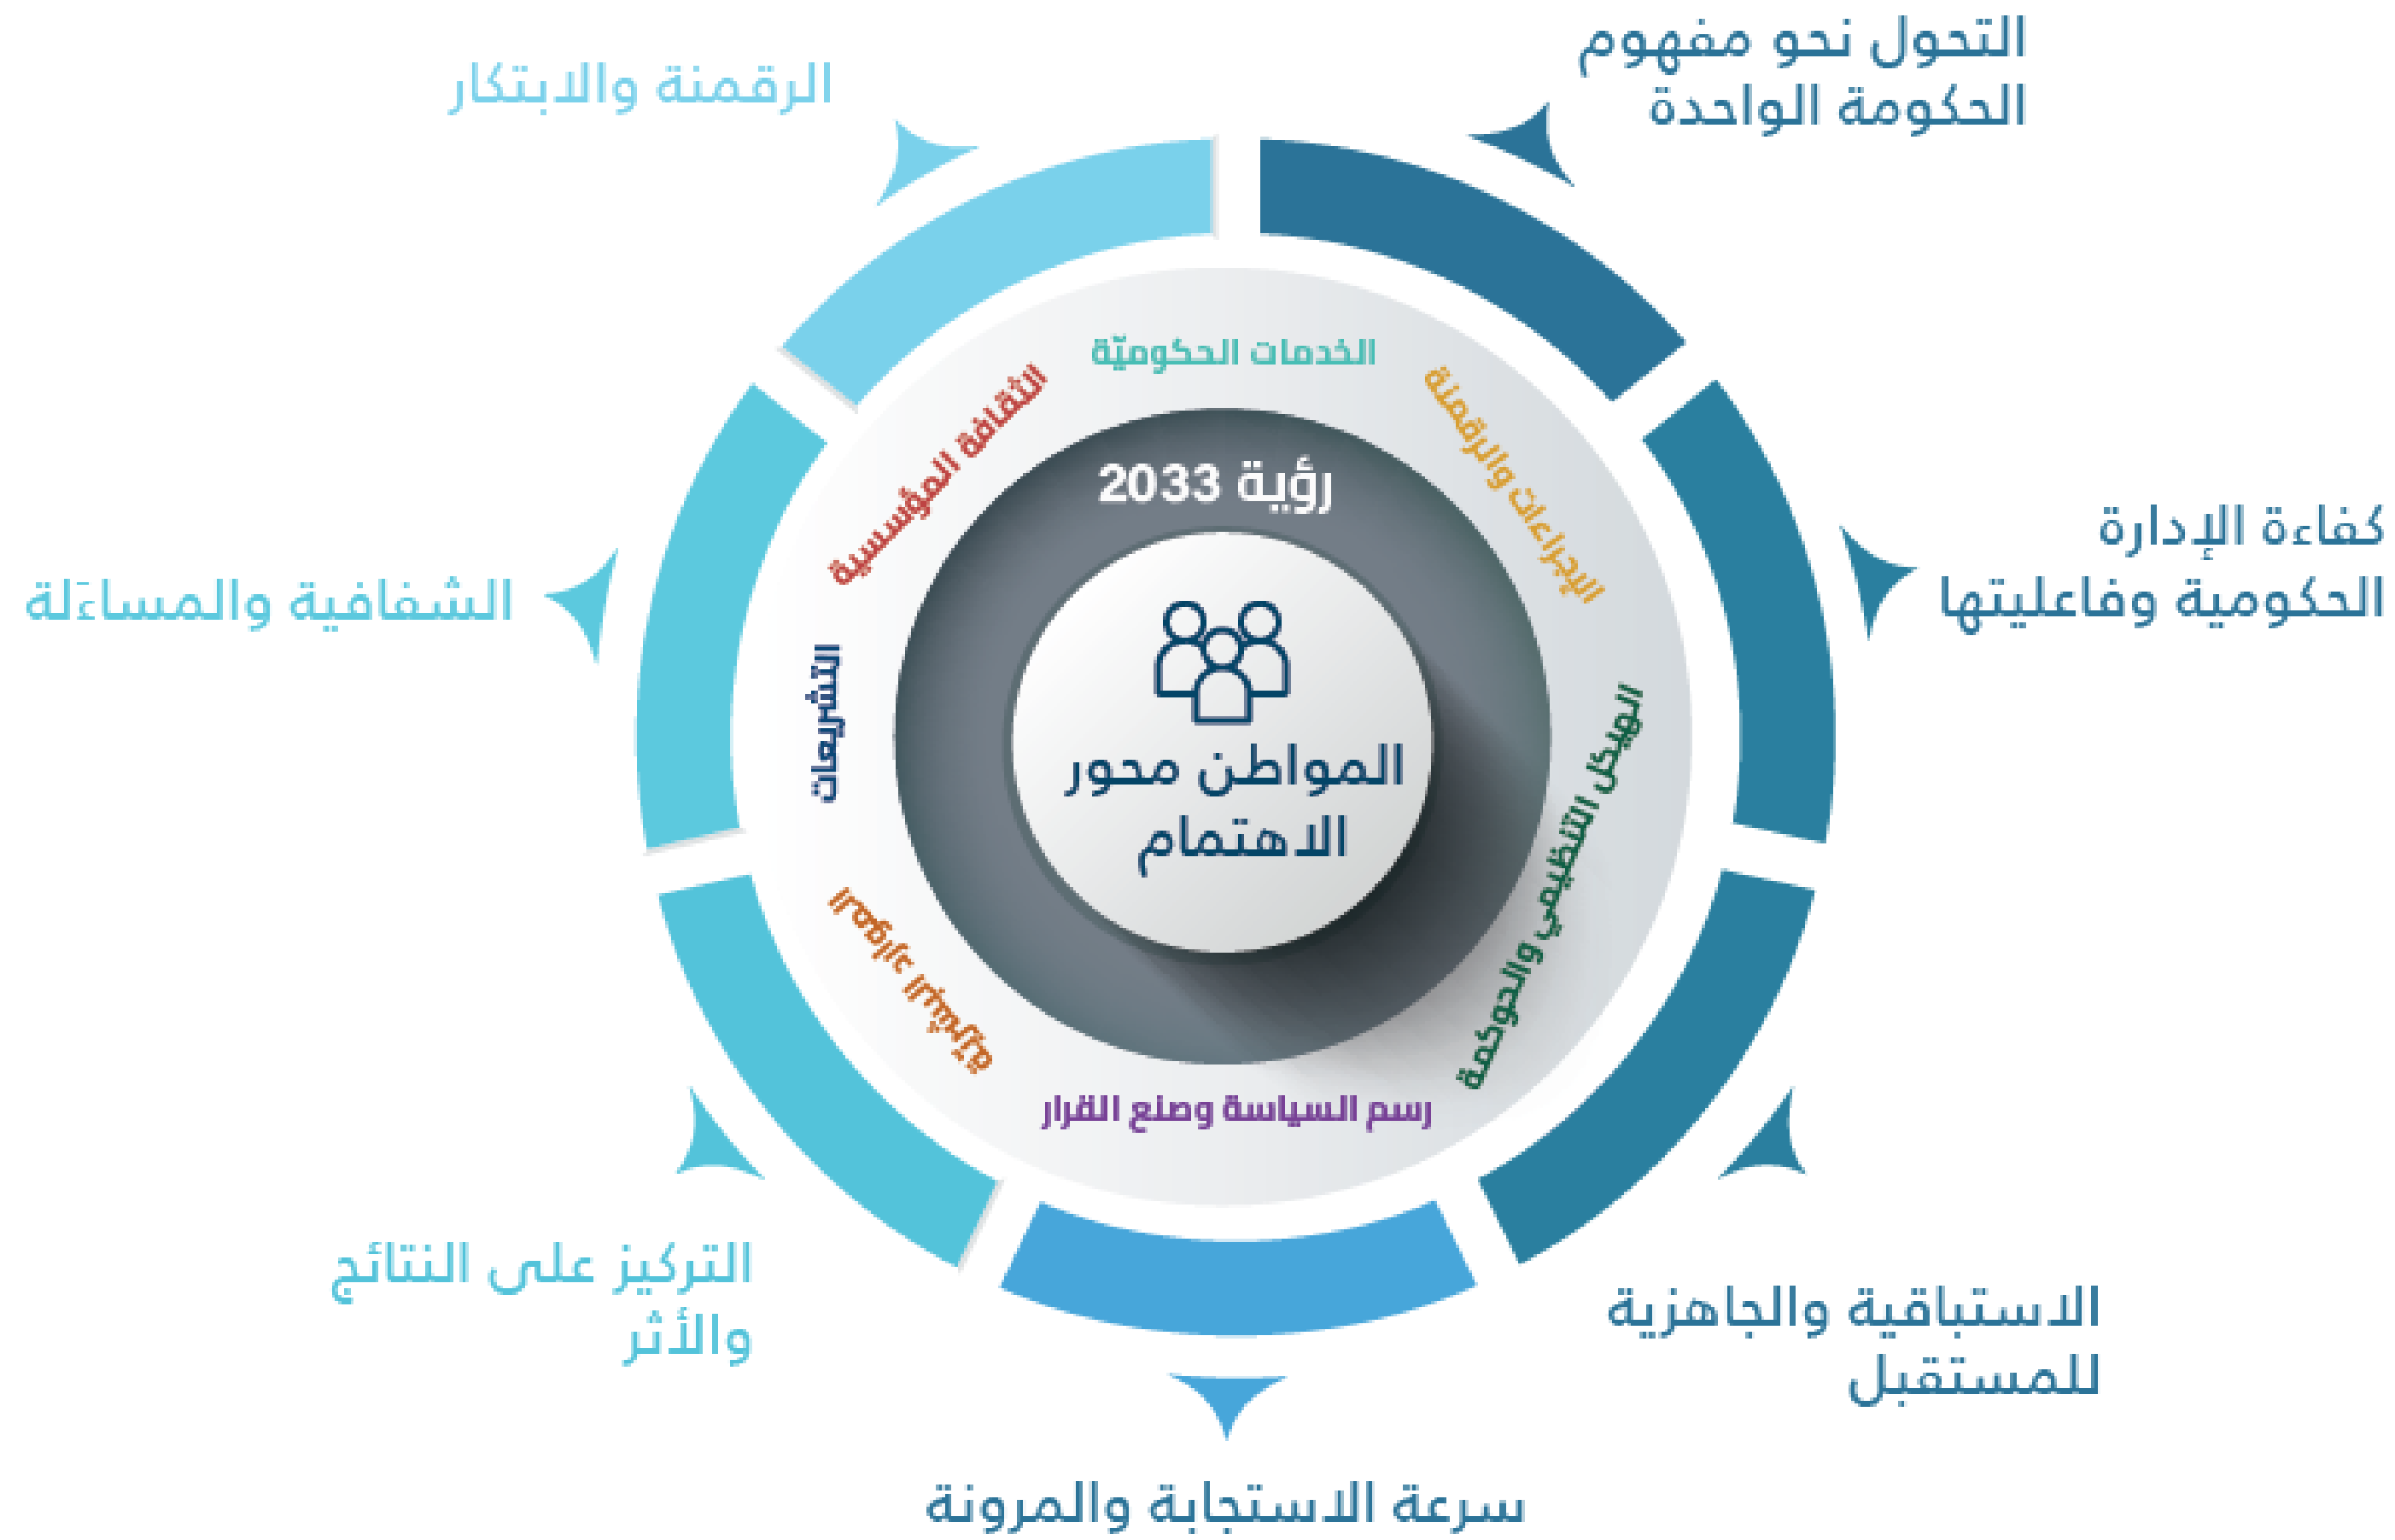 التحول نحو مفهوم
الحكومة الواحدة
الرقمنة والابتكار
كفاءة الإدارة
الحكومية وفاعليتها
الشفافية والمساءلة
الاستباقية والجاهزية
للمستقبل
التركيز على النتائج
والأثر
سرعة الاستجابة والمرونة
الخدمات الحكوميّة
الإجراءات والرقمنة
الهيكل التنظيمي والحوكمة
رسم السياسة وصنع القرار
الموارد البشريّة
التشريعات
الثقافة المؤسسية
رؤية 2033
المواطن محور
الاهتمام